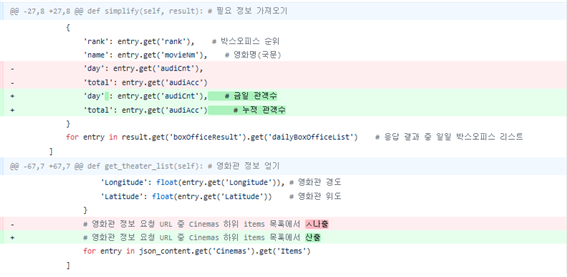 @@ -27,8 +27,8 @@ def simplify(self, result): # 필요 정보 가져오기
{
'rank': entry.get('rank'), # 박스오피스 순위
'name': entry.get('movieNm'), # 영화명(국문)
- 'day': entry.get('audiCnt'),
- 'total': entry.get('audiAcc')
+ 'day' : entry.get('audiCnt'), # 금일 관객수
+ 'total': entry.get('audiAcc') # 누젹 관객수
}
for entry in result.get('boxOfficeResult').get('dailyBoxOfficeList') # 응답 결과 중 일일 박스오피스 리스트
]
@@ -67,7 +67,7 @@ def get_theater_list(self): # 영화관 정보 얻기
'Longitude': float(entry.get('Longitude')), # 영화관 경도
'Latitude': float(entry.get('Latitude')) # 영화관 위도
}
- # 영화관 정보 요청 URL 중 Cinemas 하위 items 목록에서 ㅅ나출
+ # 영화관 정보 요청 URL 중 Cinemas 하위 items 목록에서 산출
for entry in json_content.get('Cinemas').get('Items')
]